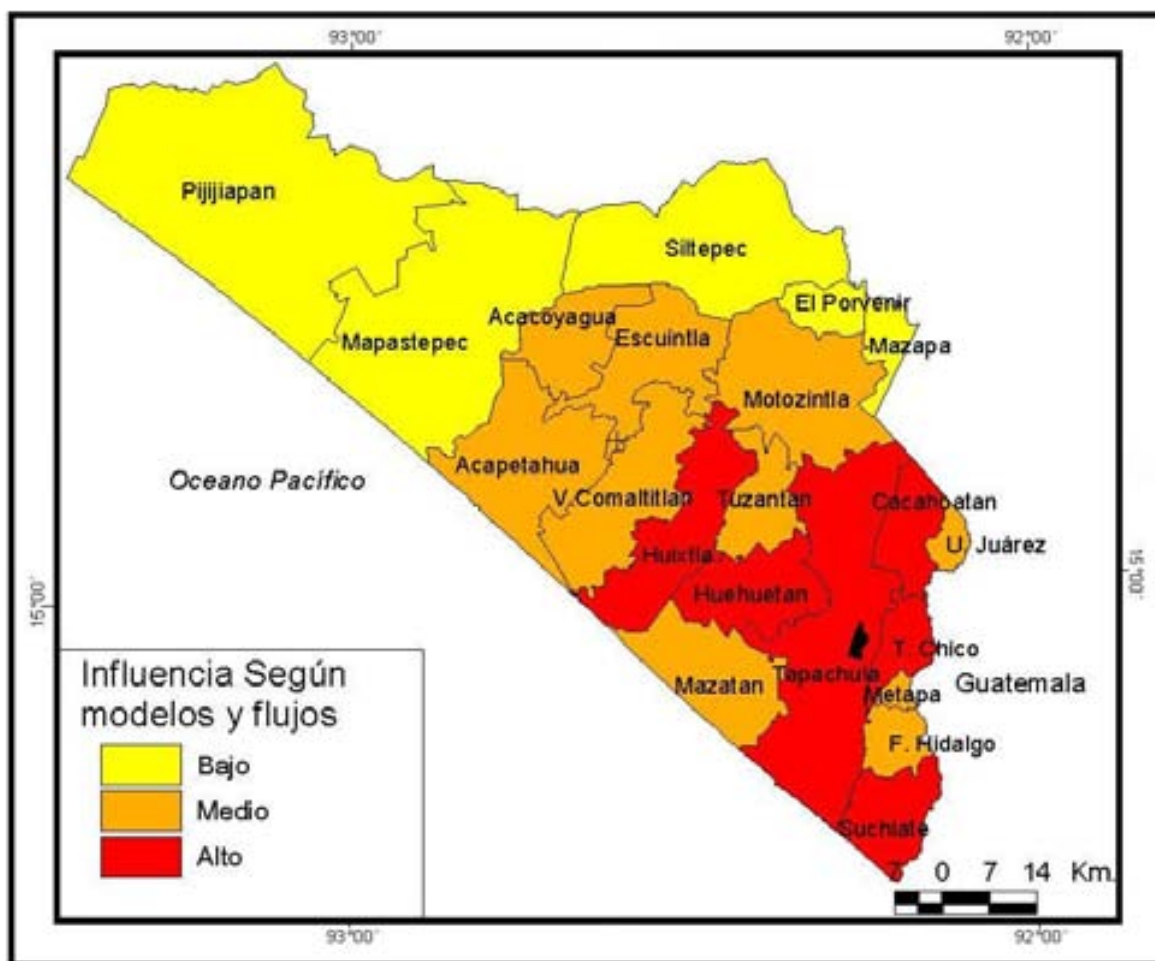 93°00´
92°00´
Pijijiapan
Siltepec
El Porvenir
Acacoyagua
Escuintla
Mapastepec
Mazapa
Motozintla
Acapetahua
Oceano Pacífico
V.Comaltitlan
Tuzantan
Cacahoatan
U. Juárez
Huixtla
15°00´
Huehuetan
15°00´
T. Chico
Influencia Según
modelos y flujos
Mazatan
Tapachula
Metapa
Guatemala
F. Hidalgo
Bajo
Medio
Suchiate
Alto
7 0 7 14 Km.
93°00´
92°00´